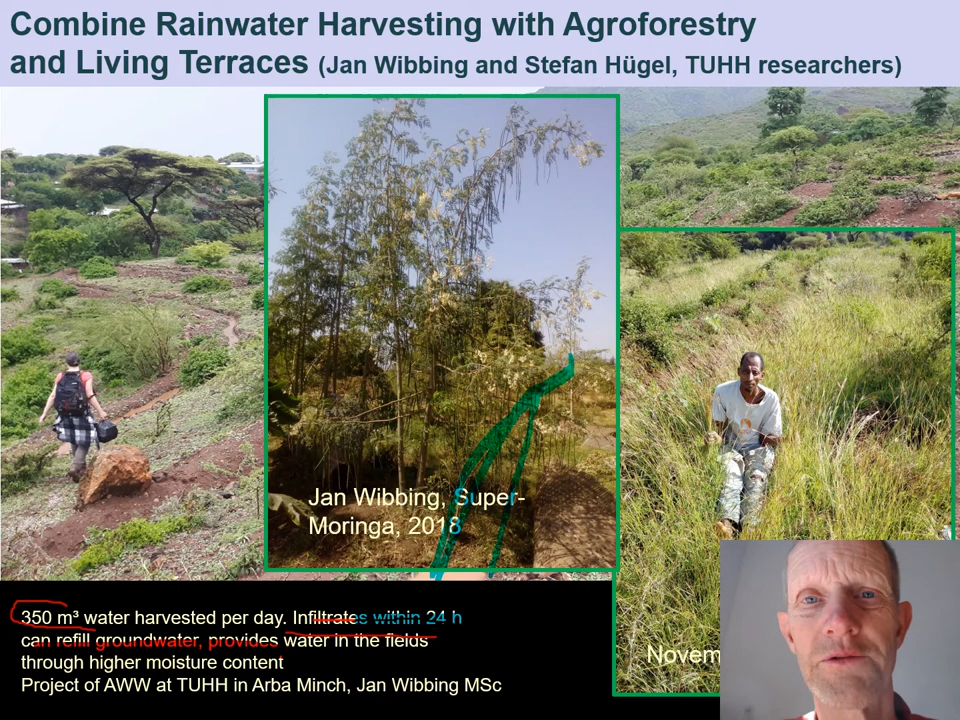 Combine Rainwater Harvesting with Agroforestry
and Living Terraces (Jan Wibbing and Stefan Hügel, TUHH researchers)
Jan Wibbing, Super-
Moringa, 2018
Novem
350 m³ water harvested per day. Infiltrates within 24 h
can refill groundwater, provides water in the fields
through higher moisture content
Project of AWW at TUHH in Arba Minch, Jan Wibbing MSc